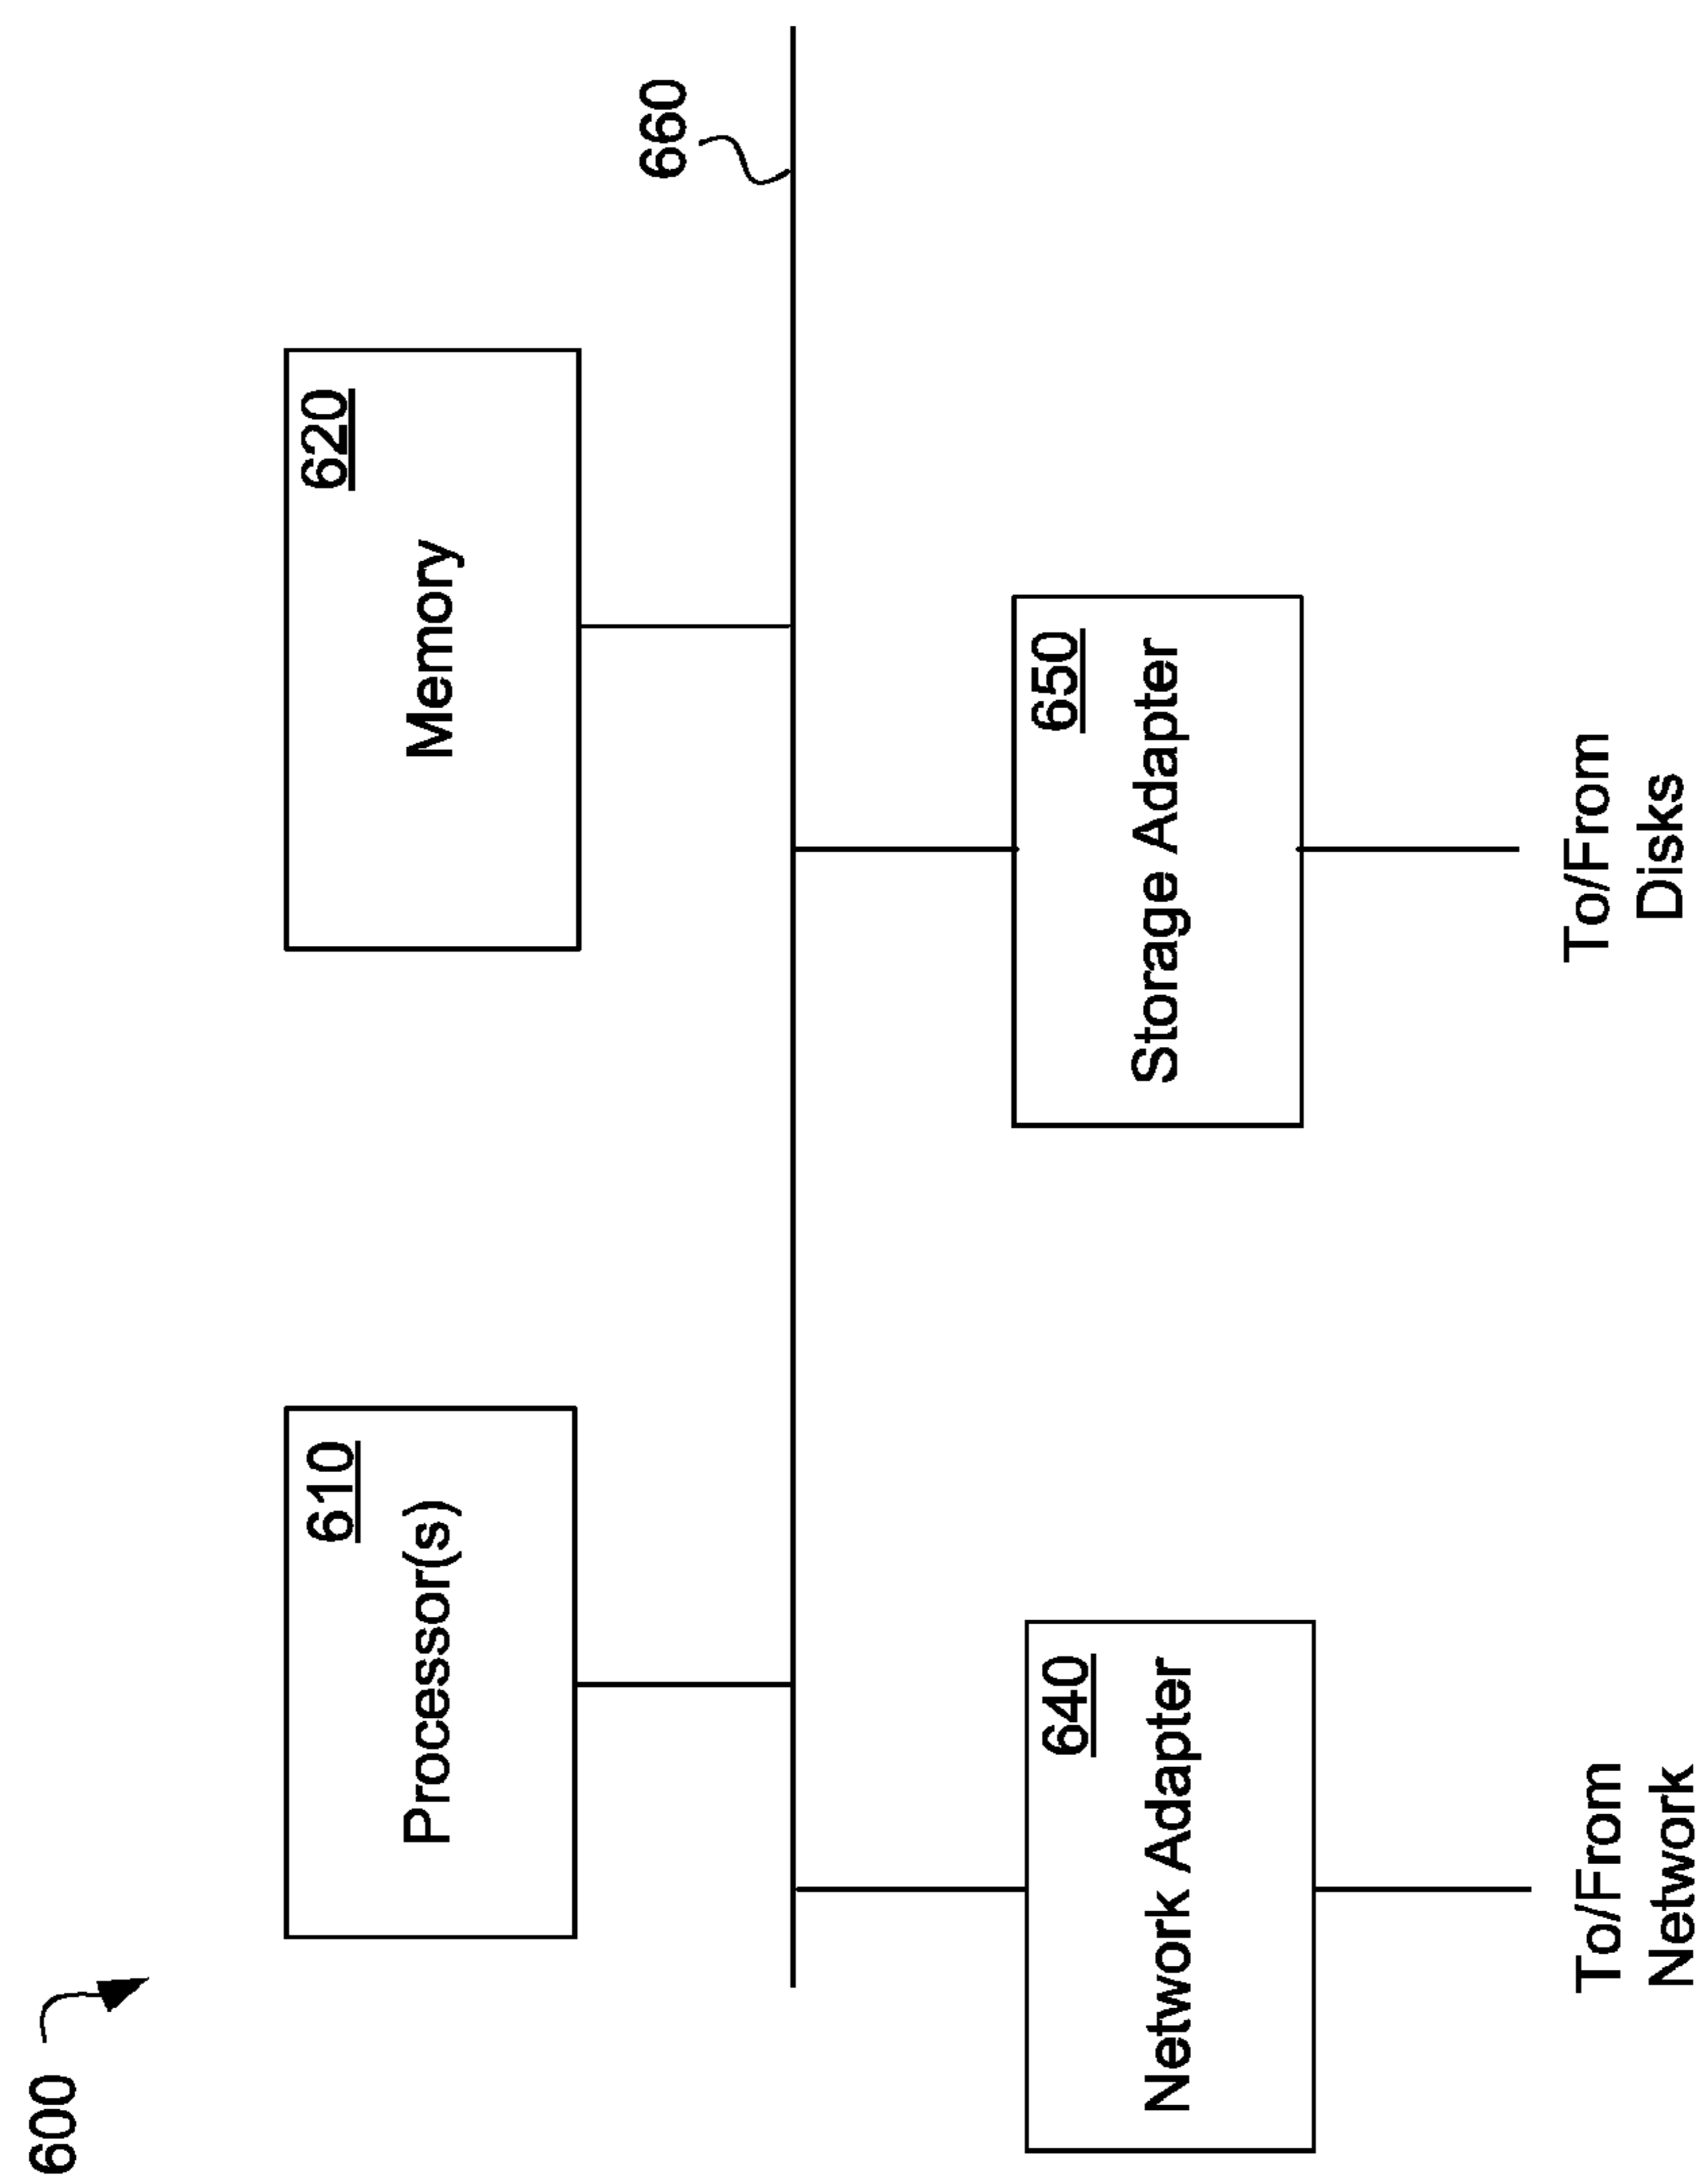 600
610
Processor(s)
620
Memory
660
640
Network Adapter
650
Storage Adapter
To/From
Network
To/From
Disks